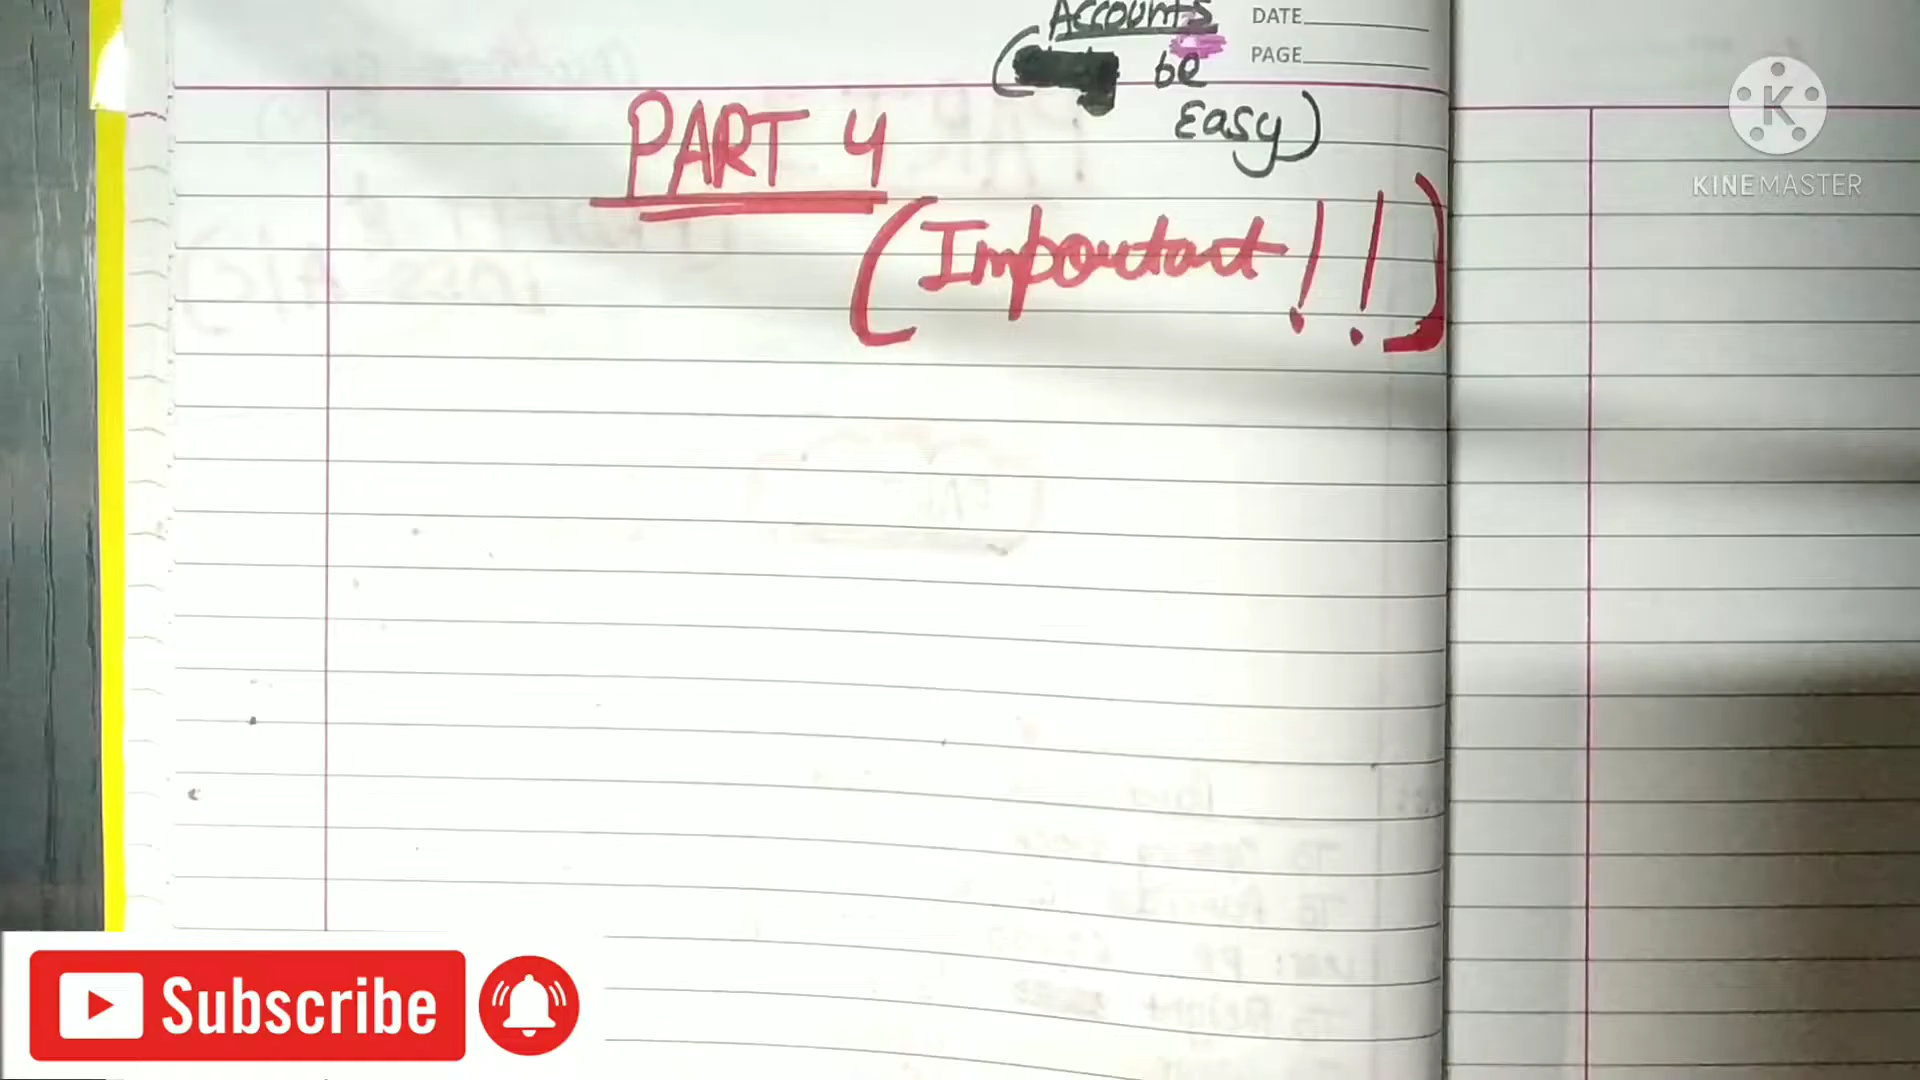 Accounts
DATE
(be
PAGE
Easy)
PART 4
(Important!!)
K
KINEMASTER
Subscribe